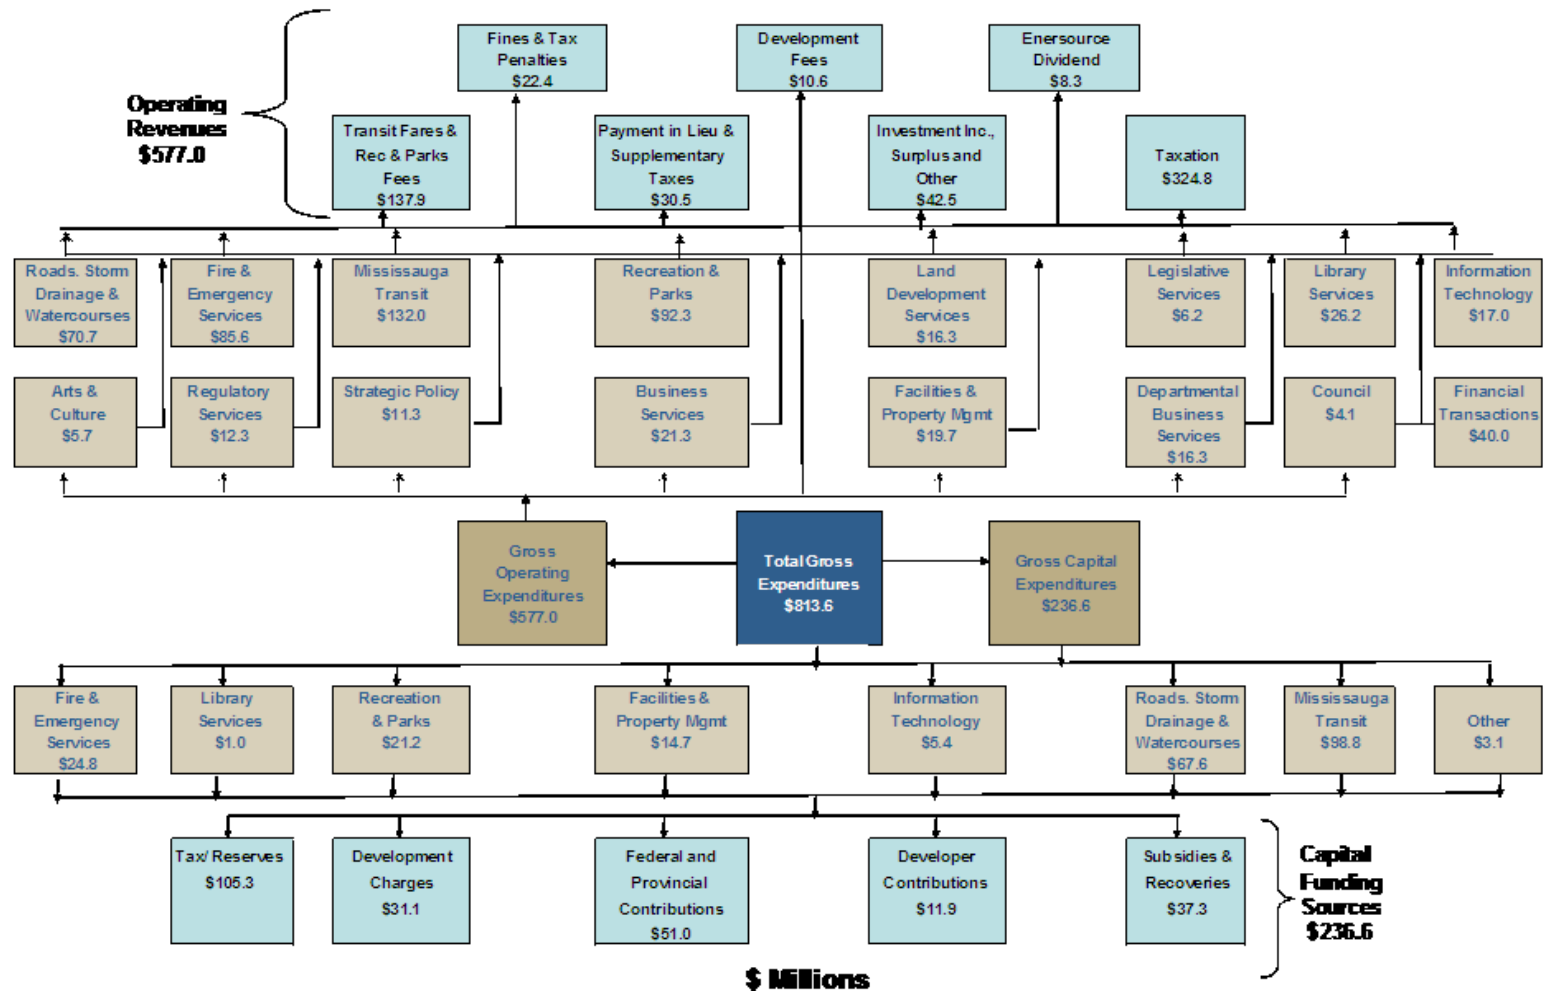 Fines & Tax
Penalties
$22.4
Development
Fees
$10.6
Enersource
Dividend
$8.3
Operating
Revenues
$577.0
Transit Fares &
Rec & Parks
Fees
$137.9
Payment in Lieu &
Supplementary
Taxes
$30.5
Investment Inc.,
Surplus and
Other
$42.5
Taxation
$324.8
Roads. Storm
Drainage &
Watercourses
$70.7
Fire &
Emergency
Services
$85.6
Mississauga
Transit
$132.0
Recreation &
Parks
$92.3
Land
Development
Services
$16.3
Legislative
Services
$6.2
Library
Services
$26.2
Information
Technology
$17.0
Arts &
Culture
$5.7
Regulatory
Services
$12.3
Strategic Policy
$11.3
Business
Services
$21.3
Facilities &
Property Mgmt
$19.7
Departmental
Business
Services
$16.3
Council
$4.1
Financial
Transactions
$40.0
Gross
Operating
Expenditures
$577.0
Total Gross
Expenditures
$813.6
Gross Capital
Expenditures
$236.6
Fire &
Emergency
Services
$24.8
Library
Services
$1.0
Recreation
& Parks
$21.2
Facilities &
Property Mgmt
$14.7
Information
Technology
$5.4
Roads. Storm
Drainage &
Watercourses
$67.6
Mississauga
Transit
$98.8
Other
$3.1
Tax/ Reserves
$105.3
Development
Charges
$31.1
Federal and
Provincial
Contributions
$51.0
Developer
Contributions
$11.9
Subsidies &
Recoveries
$37.3
Capital
Funding
Sources
$236.6
$ Millions